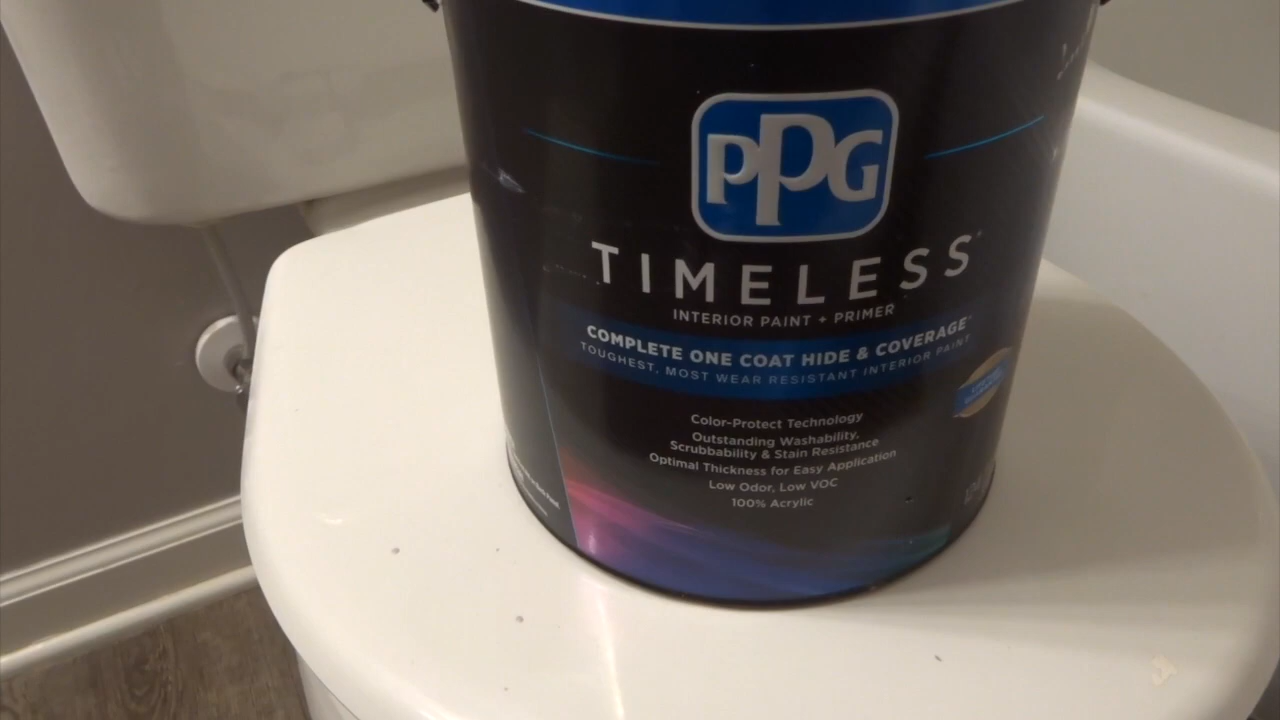 PPG
TIMELESS
INTERIOR PAINT + PRIMER
COMPLETE ONE COAT HIDE & COVERAGE
TOUGHEST, MOST WEAR RESISTANT INTERIOR PAINT
Color-Protect Technology
Outstanding Washability,
Scrubbability & Stain Resistance
Optimal Thickness for Easy Application
Low Odor, Low VOC
100% Acrylic